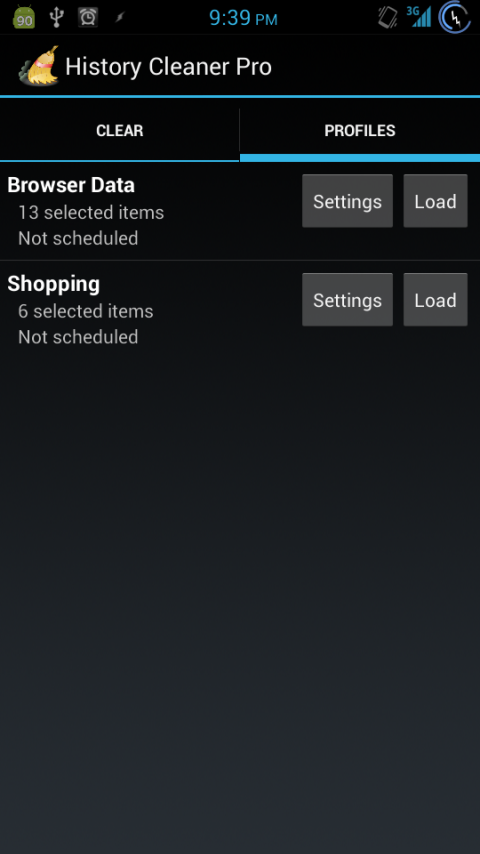 90
9:39 PM
3G
History Cleaner Pro
CLEAR
PROFILES
Browser Data
13 selected items
Not scheduled
Settings
Load
Shopping
6 selected items
Not scheduled
Settings
Load